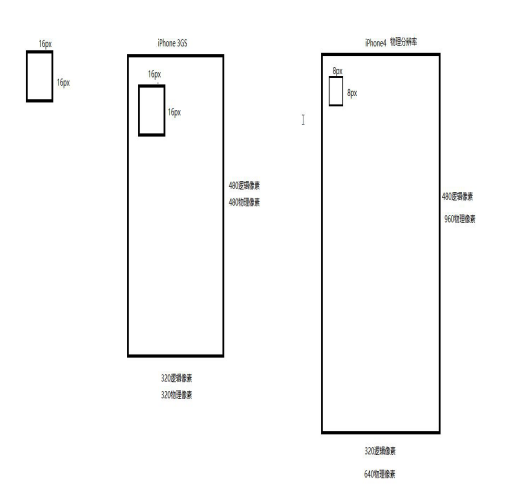 16px
16px
iPhone 3GS
16px
16px
480逻辑像素
480物理像素
320逻辑像素
320物理像素
iPhone4 物理分辨率
8px
8px
480逻辑像素
960物理像素
320逻辑像素
640物理像素